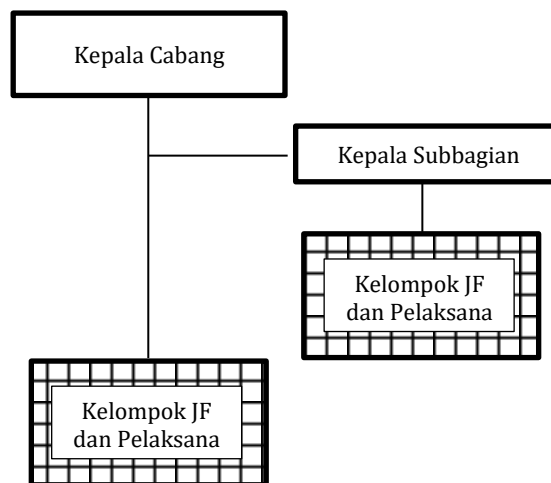 Kepala Cabang
Kepala Subbagian
Kelompok JF
dan Pelaksana
Kelompok JF
dan Pelaksana